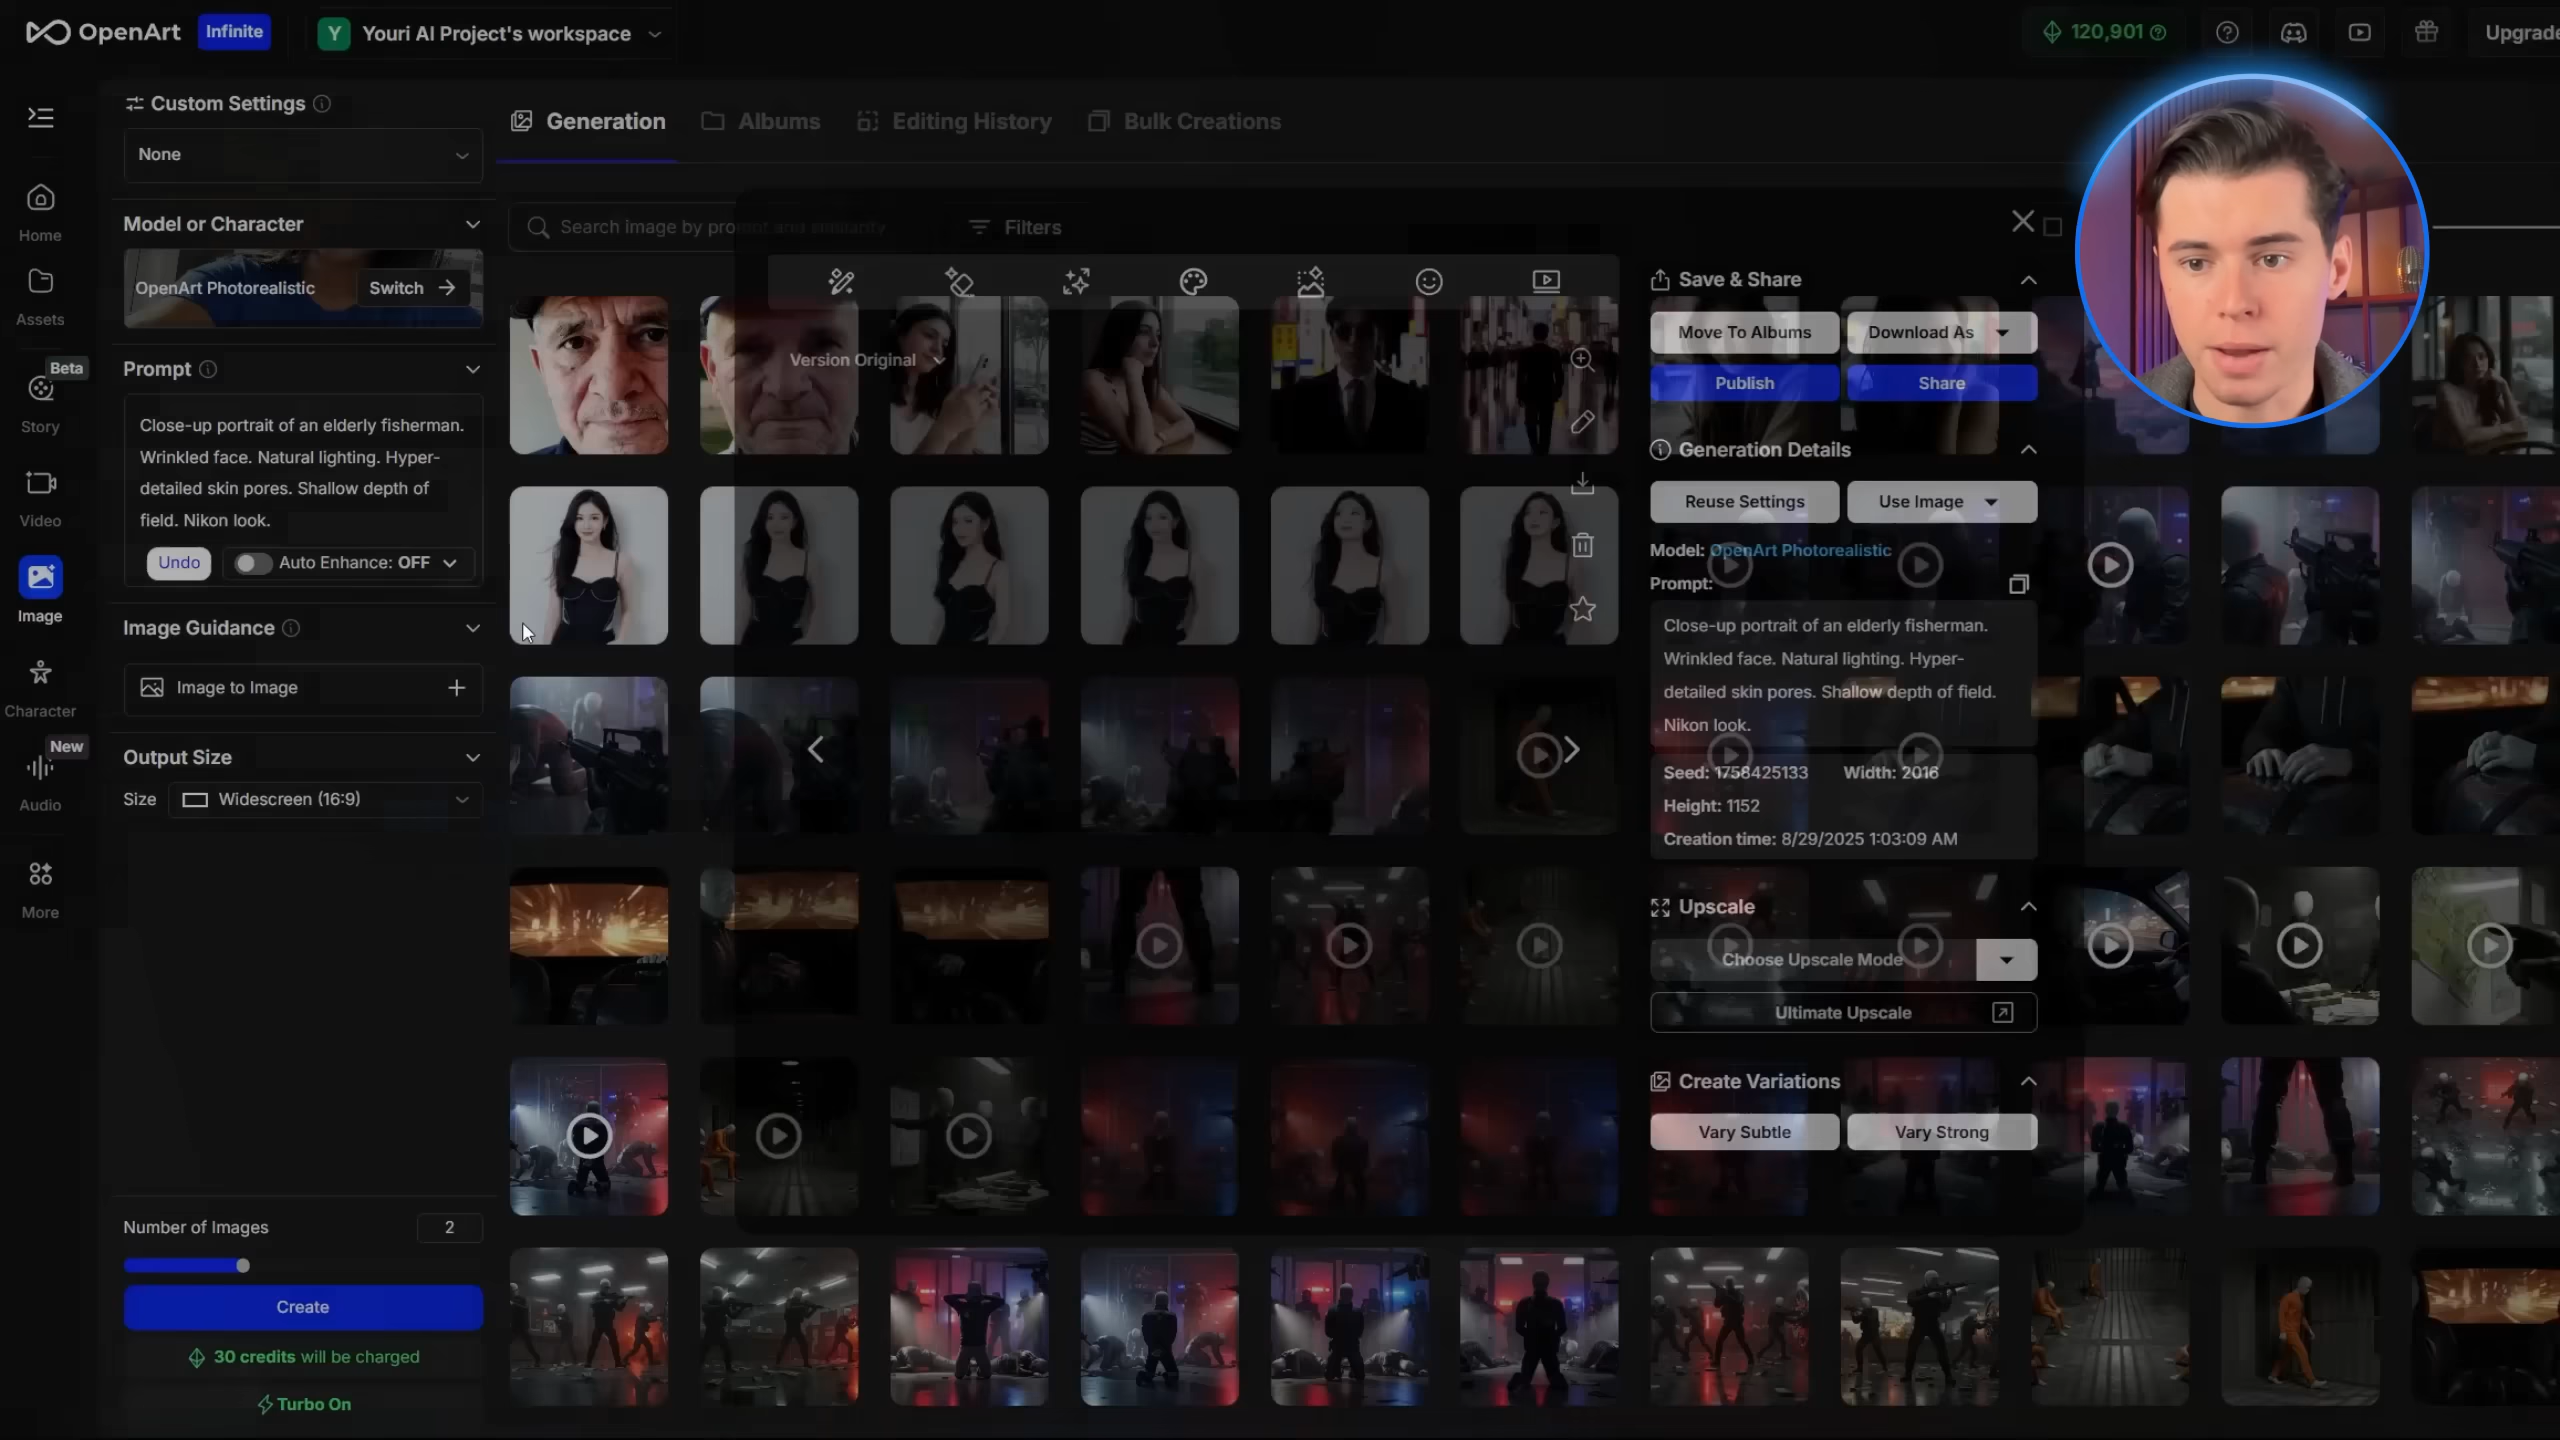 OpenArt
Infinite
Y
Youri AI Project's workspace
120,901
Custom Settings
None
Model or Character
OpenArt Photorealistic
Switch
Prompt
Close-up portrait of an elderly fisherman.
Wrinkled face. Natural lighting. Hyper-
detailed skin pores. Shallow depth of
field. Nikon look.
Undo
Auto Enhance: OFF
Image Guidance
Image to Image
Output Size
Size
Widescreen (16:9)
Number of Images
2
Create
30 credits will be charged
Turbo On
Home
Assets
Beta
Story
Video
Image
Character
New
Audio
More
Generation
Albums
Editing History
Bulk Creations
Search image by prompt and similarity
Filters
Version Original
Save & Share
Move To Albums
Download As
Publish
Share
Generation Details
Reuse Settings
Use Image
Model: OpenArt Photorealistic
Prompt:
Close-up portrait of an elderly fisherman.
Wrinkled face. Natural lighting. Hyper-
detailed skin pores. Shallow depth of field.
Nikon look.
Seed: 1758425133 Width: 2016
Height: 1152
Creation time: 8/29/2025 1:03:09 AM
Upscale
Choose Upscale Mode
Ultimate Upscale
Create Variations
Vary Subtle
Vary Strong